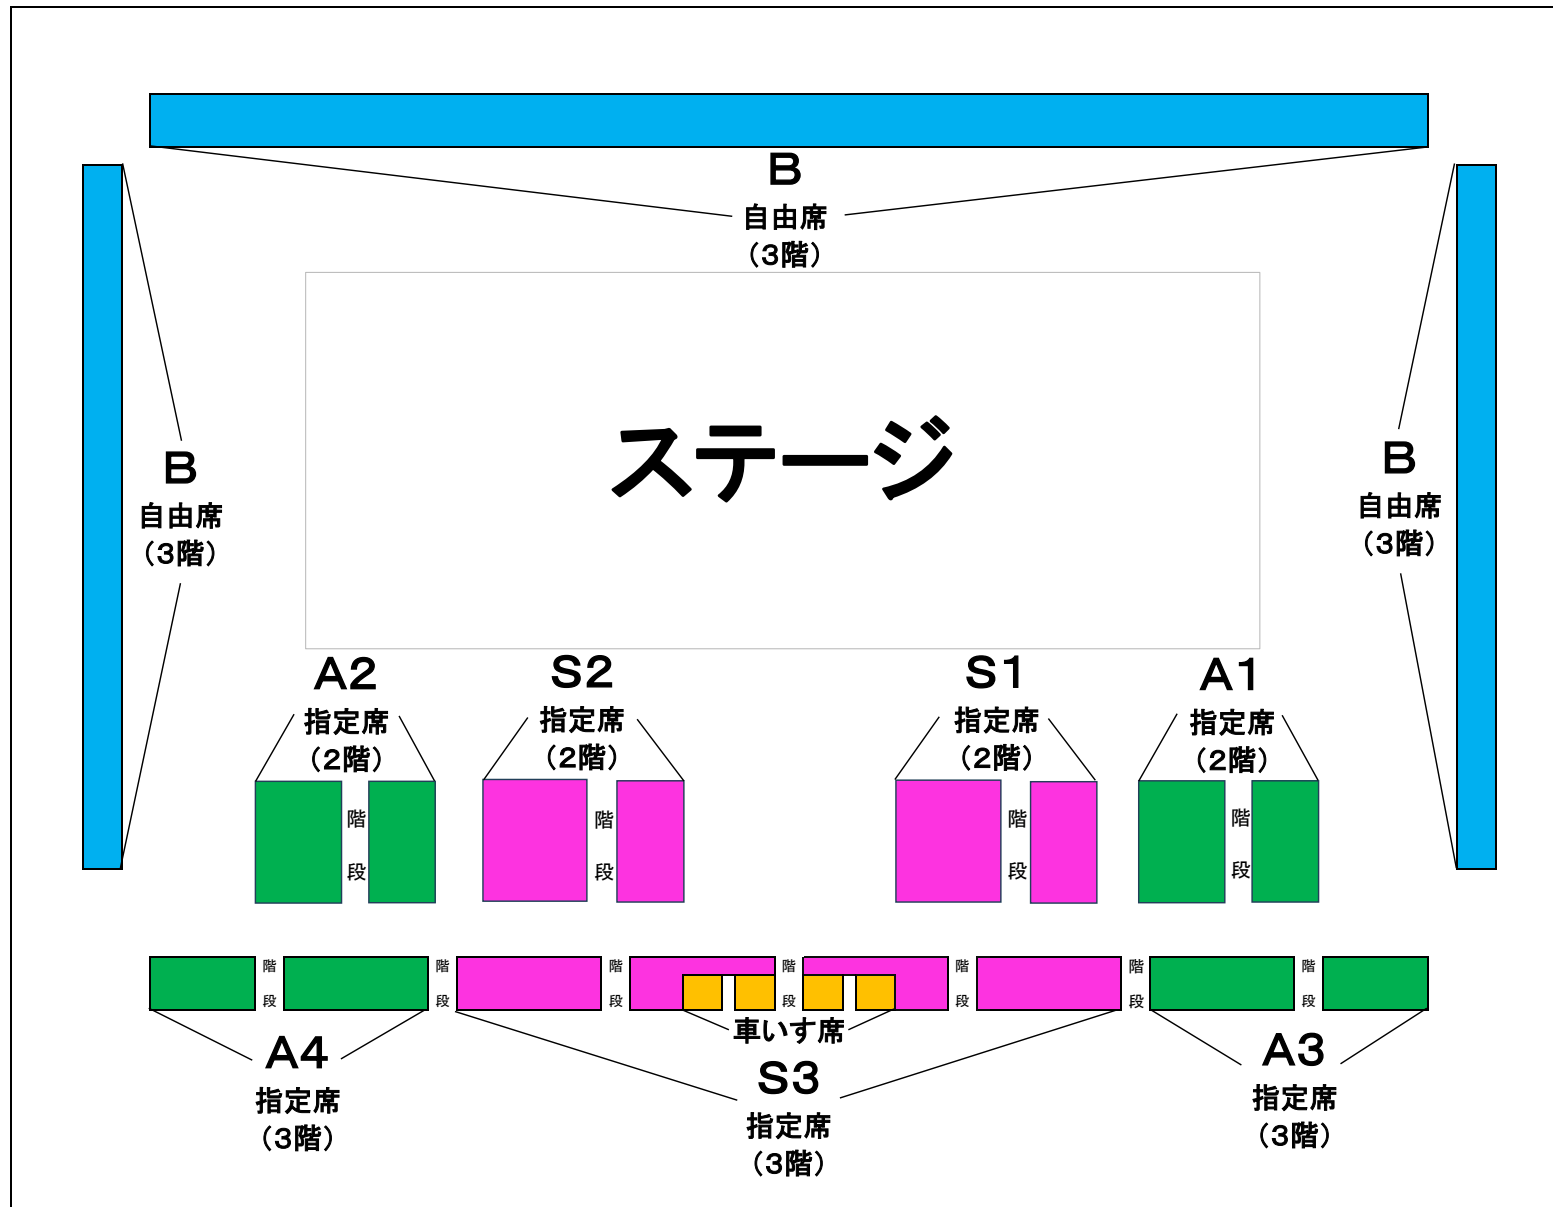 B
自由席
（3階）
B
自由席
（3階）
ステージ
B
自由席
（3階）
A2
指定席
（2階）
S2
指定席
（2階）
S1
指定席
（2階）
A1
指定席
（2階）
階
段
階
段
階
段
階
段
階
段
階
段
階
段
階
段
階
段
階
段
階
段
車いす席
A4
指定席
（3階）
S3
指定席
（3階）
A3
指定席
（3階）